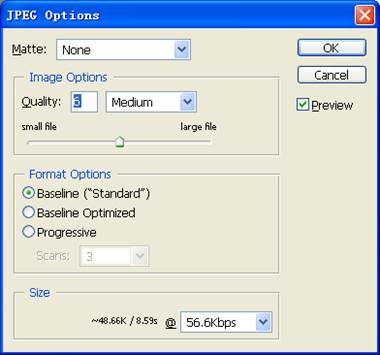 JPEG Options
Matte: None
OK
Cancel
Preview
Image Options
Quality: 6 Medium
small file large file
Format Options
Baseline ("Standard")
Baseline Optimized
Progressive
Scans: 3
Size
~48.66K / 8.59s @ 56.6Kbps